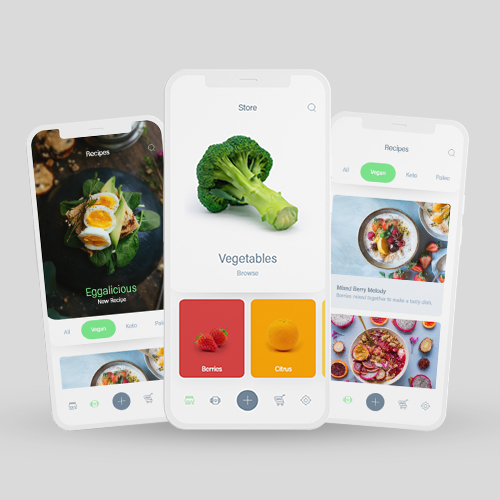 Recipes
Eggalicious
New Recipe
All
Vegan
Keto
Pale
Store
Vegetables
Browse
Berries
Citrus
Recipes
All
Vegan
Keto
Paleo
Mixed Berry Melody
Berries mixed together to make a tasty dish.